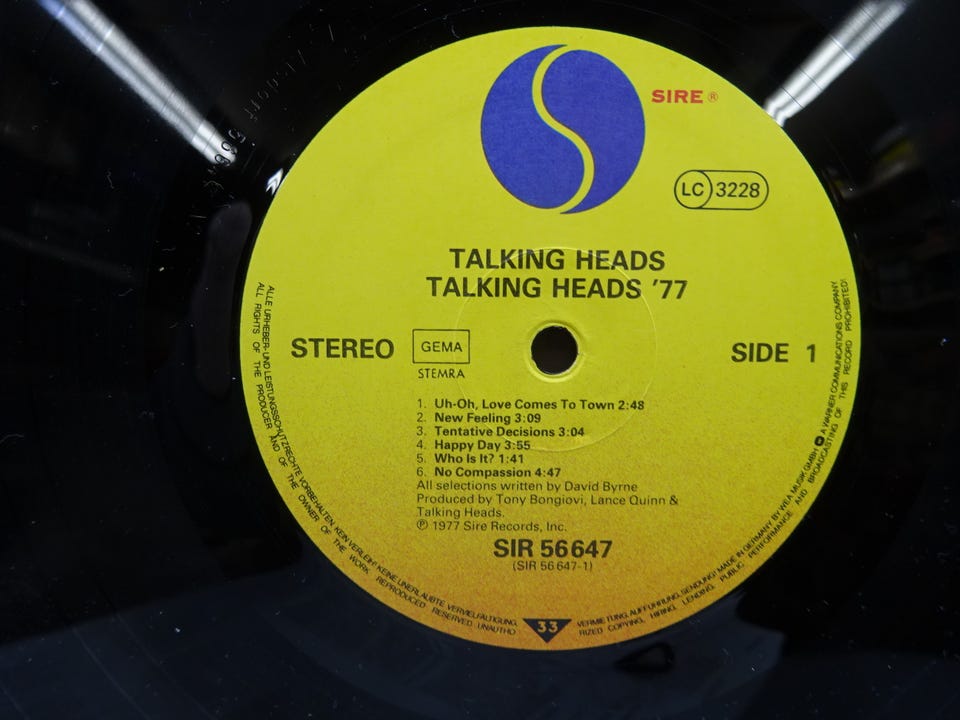 SIRE ®
LC 3228
TALKING HEADS
TALKING HEADS '77
STEREO
GEMA
STEMRA
SIDE 1
1. Uh-Oh, Love Comes To Town 2:48
2. New Feeling 3:09
3. Tentative Decisions 3:04
4. Happy Day 3:55
5. Who Is It? 1:41
6. No Compassion 4:47
All selections written by David Byrne
Produced by Tony Bongiovi, Lance Quinn &
Talking Heads.
℗ 1977 Sire Records, Inc.
SIR 56 647
(SIR 56 647-1)
33
ALLE URHEBER- UND LEISTUNGSSCHUTZRECHTE VORBEHALTEN. KEIN VERLEIH! KEINE UNERLAUBTE VERVIELFÄLTIGUNG, VERMIETUNG, AUFFÜHRUNG, SENDUNG! MADE IN GERMANY BY WEA MUSIK GMBH A WARNER COMMUNICATIONS COMPANY.
ALL RIGHTS OF THE PRODUCER AND OF THE OWNER OF THE WORK REPRODUCED RESERVED UNAUTHORIZED COPYING, HIRING, LENDING, PUBLIC PERFORMANCE AND BROADCASTING OF THIS RECORD PROHIBITED!